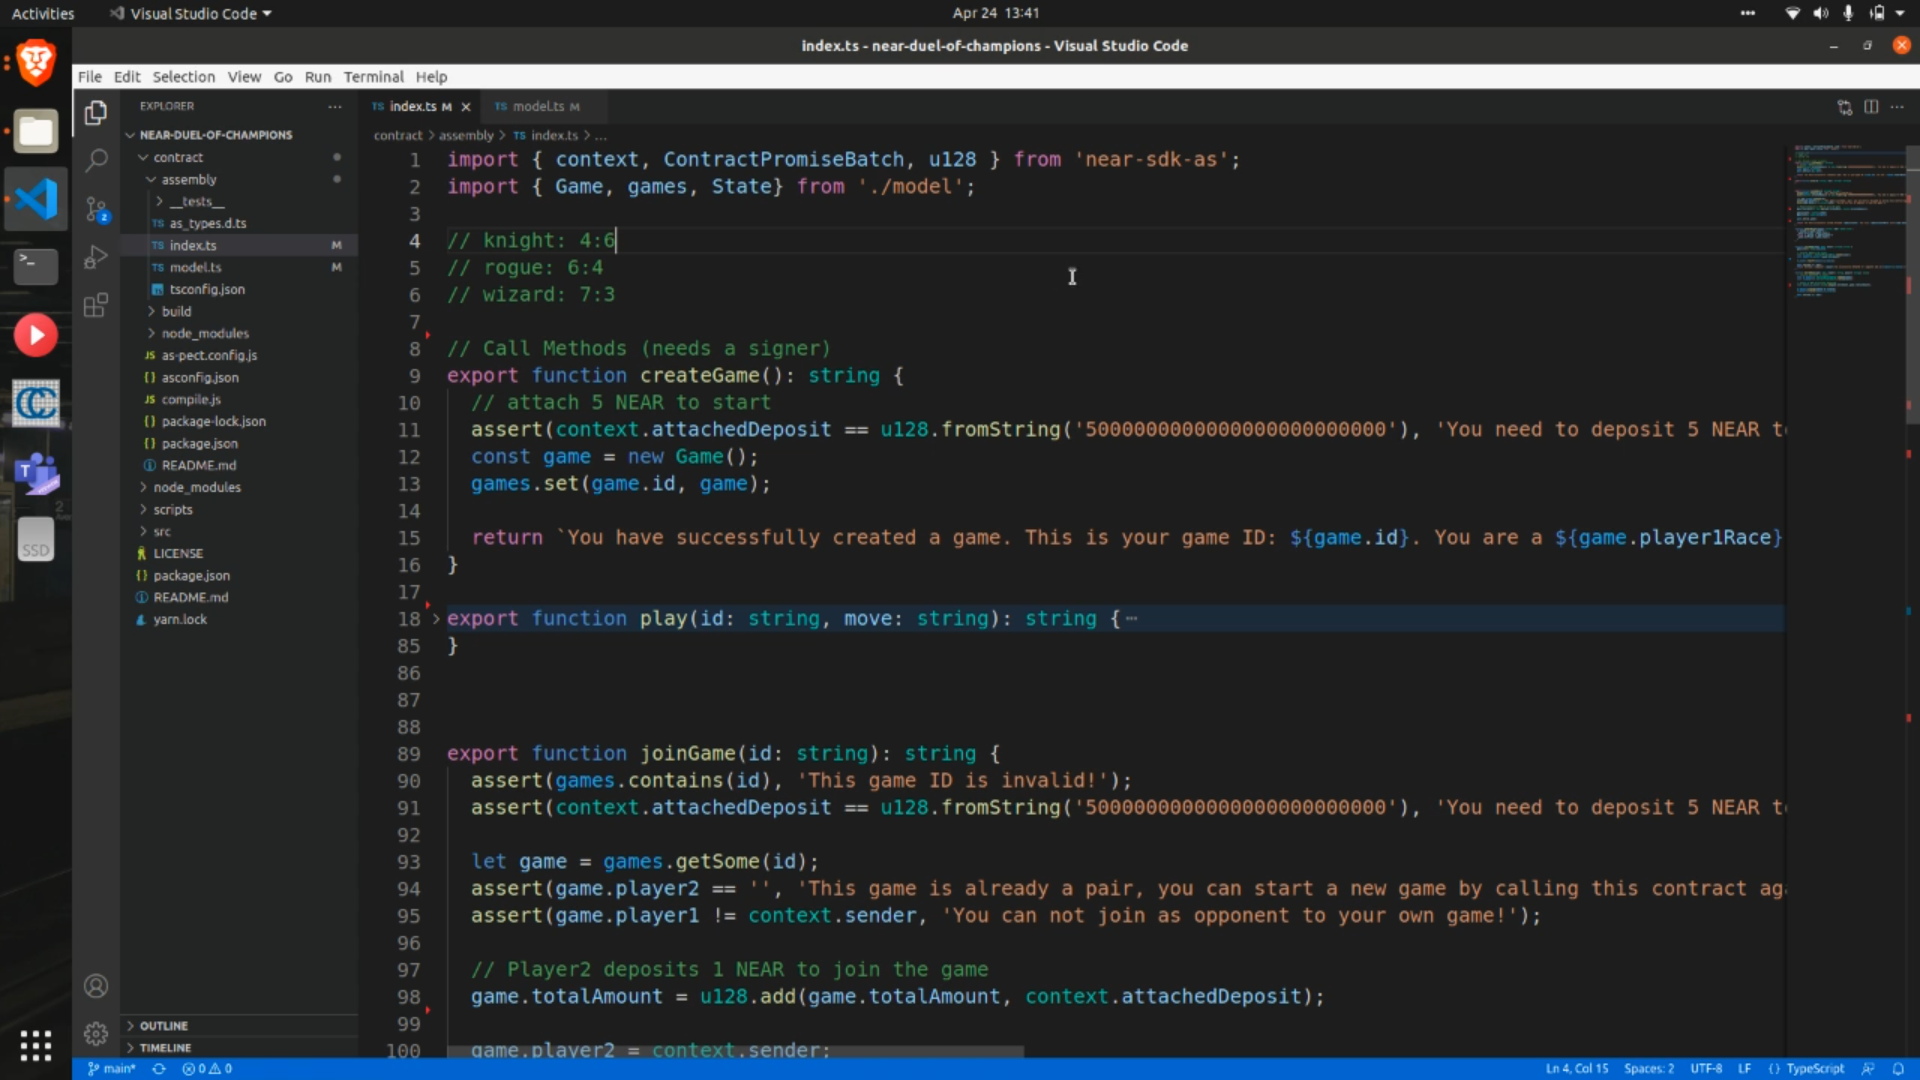 Activities
Visual Studio Code
Apr 24 13:41
index.ts - near-duel-of-champions - Visual Studio Code
File Edit Selection View Go Run Terminal Help
EXPLORER
NEAR-DUEL-OF-CHAMPIONS
contract
assembly
__tests__
TS as_types.d.ts
TS index.ts M
TS model.ts M
tsconfig.json
build
node_modules
JS as-pect.config.js
{} asconfig.json
JS compile.js
{} package-lock.json
{} package.json
README.md
node_modules
scripts
src
LICENSE
{} package.json
README.md
yarn.lock
OUTLINE
TIMELINE
2
SSD
TS index.ts M
TS model.ts M
contract > assembly > TS index.ts > ...
1 import { context, ContractPromiseBatch, u128 } from 'near-sdk-as';
2 import { Game, games, State} from './model';
3
4 // knight: 4:6
5 // rogue: 6:4
6 // wizard: 7:3
7
8 // Call Methods (needs a signer)
9 export function createGame(): string {
10 // attach 5 NEAR to start
11 assert(context.attachedDeposit == u128.fromString('5000000000000000000000000'), 'You need to deposit 5 NEAR t
12 const game = new Game();
13 games.set(game.id, game);
14
15 return `You have successfully created a game. This is your game ID: ${game.id}. You are a ${game.player1Race}
16 }
17
18 export function play(id: string, move: string): string {
85 }
86
87
88
89 export function joinGame(id: string): string {
90 assert(games.contains(id), 'This game ID is invalid!');
91 assert(context.attachedDeposit == u128.fromString('5000000000000000000000000'), 'You need to deposit 5 NEAR t
92
93 let game = games.getSome(id);
94 assert(game.player2 == '', 'This game is already a pair, you can start a new game by calling this contract ag
95 assert(game.player1 != context.sender, 'You can not join as opponent to your own game!');
96
97 // Player2 deposits 1 NEAR to join the game
98 game.totalAmount = u128.add(game.totalAmount, context.attachedDeposit);
99
100 game.player2 = context.sender;
main*
0 0
Ln 4, Col 15 Spaces: 2 UTF-8 LF {} TypeScript